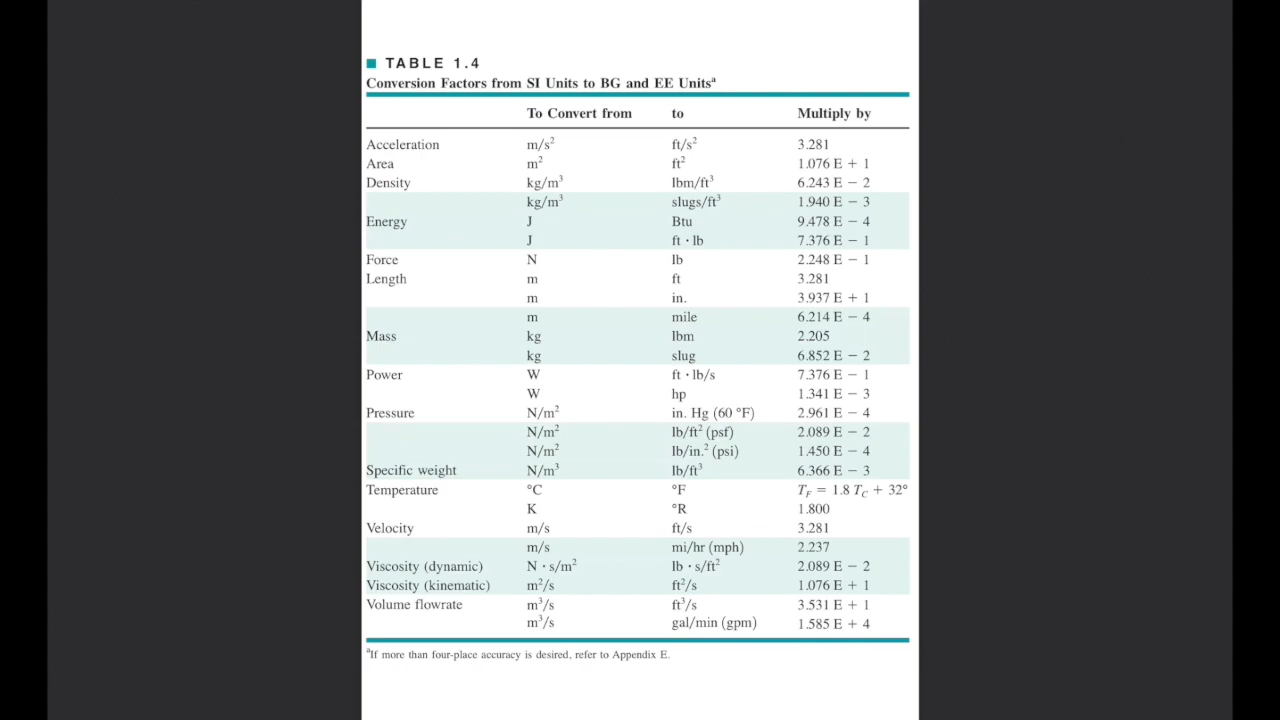 TABLE 1.4
Conversion Factors from SI Units to BG and EE Unitsᵃ
To Convert from to Multiply by
Acceleration m/s² ft/s² 3.281
Area m² ft² 1.076 E + 1
Density kg/m³ lbm/ft³ 6.243 E − 2
kg/m³ slugs/ft³ 1.940 E − 3
Energy J Btu 9.478 E − 4
J ft · lb 7.376 E − 1
Force N lb 2.248 E − 1
Length m ft 3.281
m in. 3.937 E + 1
m mile 6.214 E − 4
Mass kg lbm 2.205
kg slug 6.852 E − 2
Power W ft · lb/s 7.376 E − 1
W hp 1.341 E − 3
Pressure N/m² in. Hg (60 °F) 2.961 E − 4
N/m² lb/ft² (psf) 2.089 E − 2
N/m² lb/in.² (psi) 1.450 E − 4
Specific weight N/m³ lb/ft³ 6.366 E − 3
Temperature °C °F T_F = 1.8 T_C + 32°
K °R 1.800
Velocity m/s ft/s 3.281
m/s mi/hr (mph) 2.237
Viscosity (dynamic) N · s/m² lb · s/ft² 2.089 E − 2
Viscosity (kinematic) m²/s ft²/s 1.076 E + 1
Volume flowrate m³/s ft³/s 3.531 E + 1
m³/s gal/min (gpm) 1.585 E + 4
ᵃIf more than four-place accuracy is desired, refer to Appendix E.